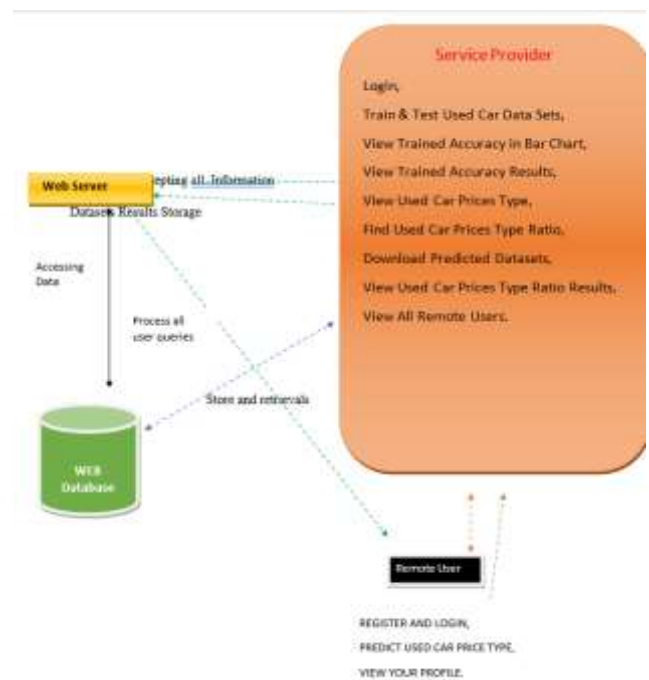 Service Provider
Login,
Train & Test Used Car Data Sets,
View Trained Accuracy in Bar Chart,
View Trained Accuracy Results,
View Used Car Prices Type,
Find Used Car Prices Type Ratio,
Download Predicted Datasets,
View Used Car Prices Type Ratio Results,
View All Remote Users.
Web Server
epting all Information
Datasets Results Storage
Accessing
Data
Process all
user queries
Store and retrievals
WEB
Database
Remote User
REGISTER AND LOGIN,
PREDICT USED CAR PRICE TYPE,
VIEW YOUR PROFILE.